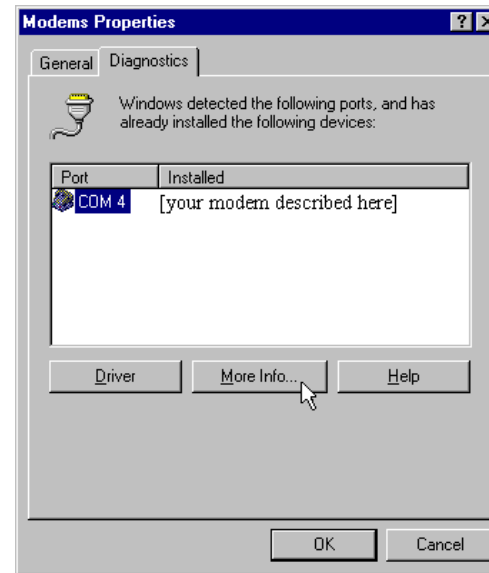 Modems Properties
General Diagnostics
Windows detected the following ports, and has
already installed the following devices:
Port Installed
COM 4 [your modem described here]
Driver More Info... Help
OK Cancel